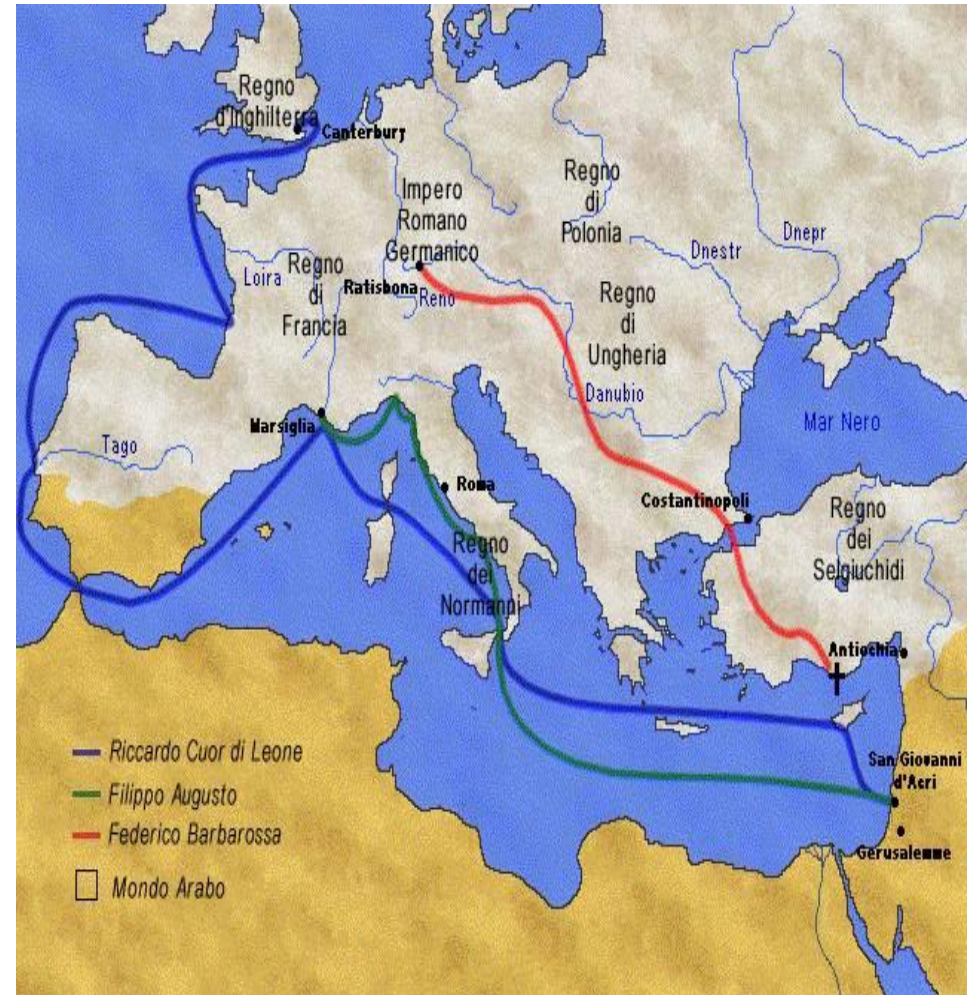 Regno
d'Inghilterra
Canterbury
Impero
Romano
Germanico
Regno
di
Polonia
Dnestr
Dnepr
Loira
Regno
di
Francia
Ratisbona
Reno
Regno
di
Ungheria
Danubio
Mar Nero
Marsiglia
Tago
Roma
Costantinopoli
Regno
dei
Selgiuchidi
Regno
dei
Normanni
Antiochia
San Giovanni
d'Acri
Gerusalemme
Riccardo Cuor di Leone
Filippo Augusto
Federico Barbarossa
Mondo Arabo